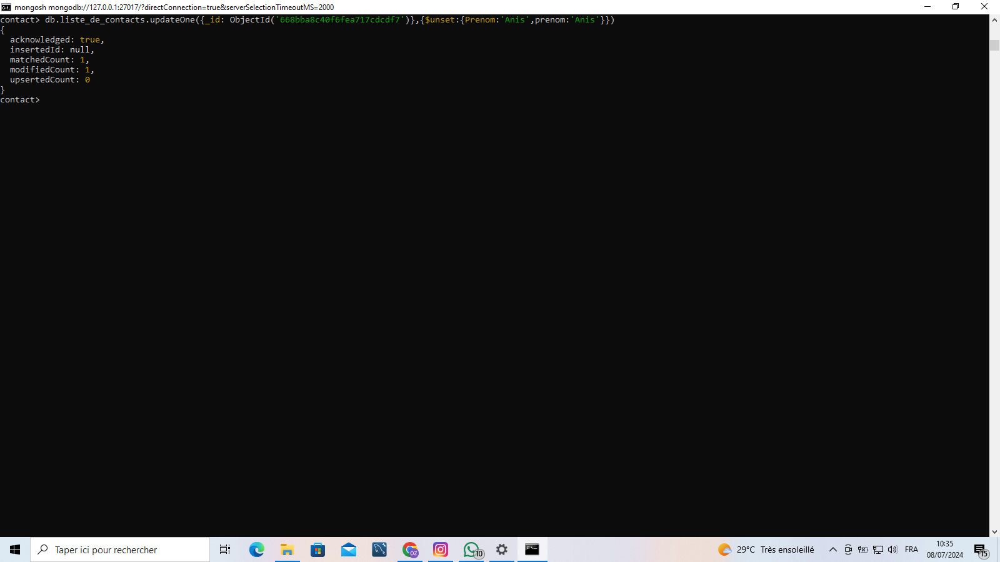 mongosh mongodb://127.0.0.1:27017/?directConnection=true&serverSelectionTimeoutMS=2000
contact> db.liste_de_contacts.updateOne({_id: ObjectId('668bba8c40f6fea717cdcdf7')},{$unset:{Prenom:'Anis',prenom:'Anis'}})
{
  acknowledged: true,
  insertedId: null,
  matchedCount: 1,
  modifiedCount: 1,
  upsertedCount: 0
}
contact>
Taper ici pour rechercher
OZ
10
29°C Très ensoleillé
FRA
10:35
08/07/2024
15